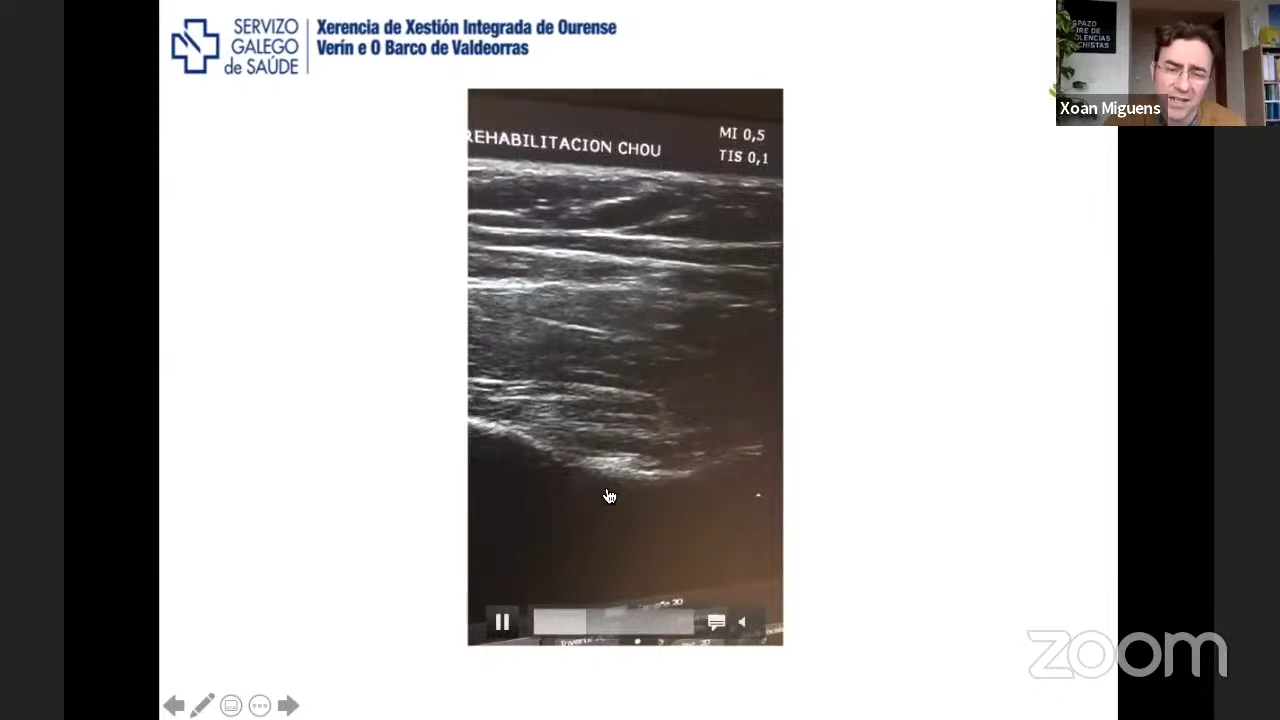 SERVIZO
GALEGO
de SAÚDE
Xerencia de Xestión Integrada de Ourense
Verín e O Barco de Valdeorras
REHABILITACION CHOU
MI 0,5
TIS 0,1
Xoan Miguens
zoom